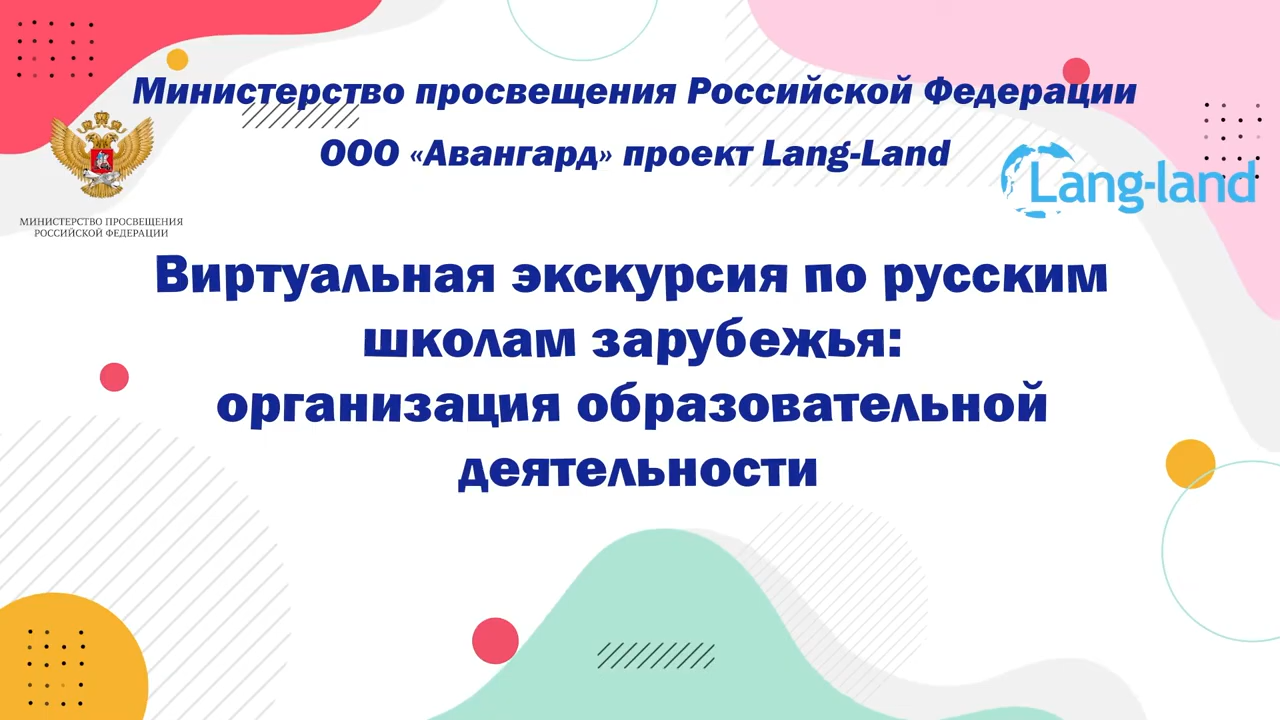 Министерство просвещения Российской Федерации
ООО «Авангард» проект Lang-Land
МИНИСТЕРСТВО ПРОСВЕЩЕНИЯ
РОССИЙСКОЙ ФЕДЕРАЦИИ
Lang-land
Виртуальная экскурсия по русским
школам зарубежья:
организация образовательной
деятельности